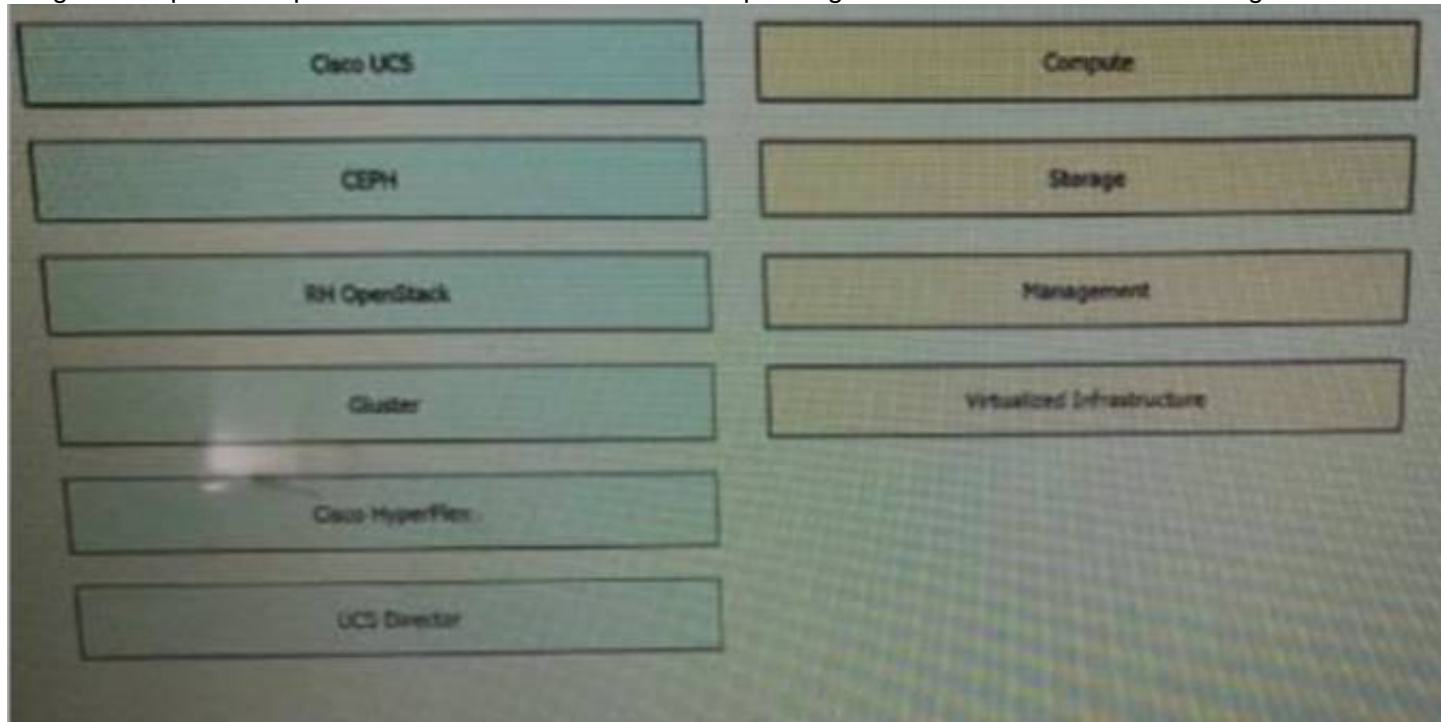 Cisco UCS
Compute
CEPH
Storage
RH OpenStack
Management
Gluster
Virtualized Infrastructure
Cisco HyperFlex
UCS Director